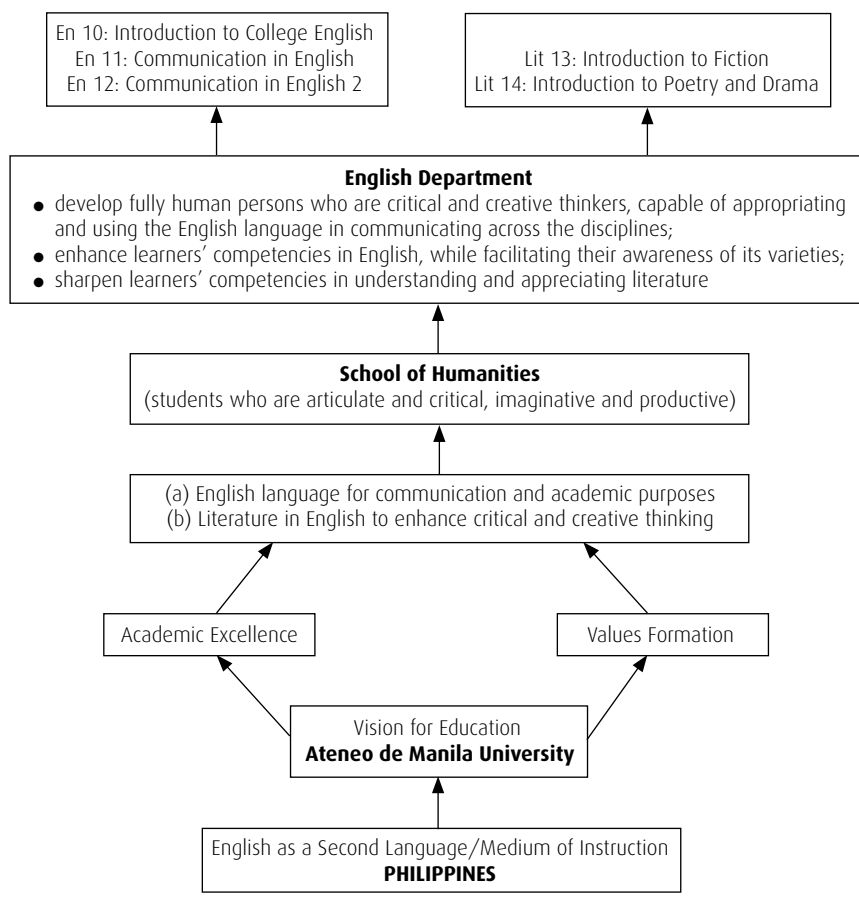 En 10: Introduction to College English
En 11: Communication in English
En 12: Communication in English 2
Lit 13: Introduction to Fiction
Lit 14: Introduction to Poetry and Drama
English Department
● develop fully human persons who are critical and creative thinkers, capable of appropriating
and using the English language in communicating across the disciplines;
● enhance learners’ competencies in English, while facilitating their awareness of its varieties;
● sharpen learners’ competencies in understanding and appreciating literature
School of Humanities
(students who are articulate and critical, imaginative and productive)
(a) English language for communication and academic purposes
(b) Literature in English to enhance critical and creative thinking
Academic Excellence
Values Formation
Vision for Education
Ateneo de Manila University
English as a Second Language/Medium of Instruction
PHILIPPINES